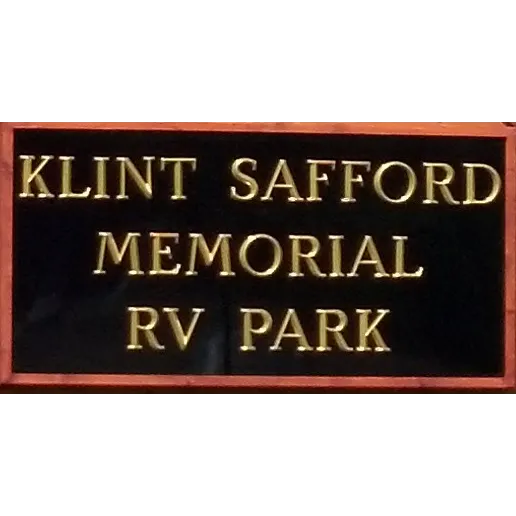 KLINT SAFFORD
MEMORIAL
RV PARK